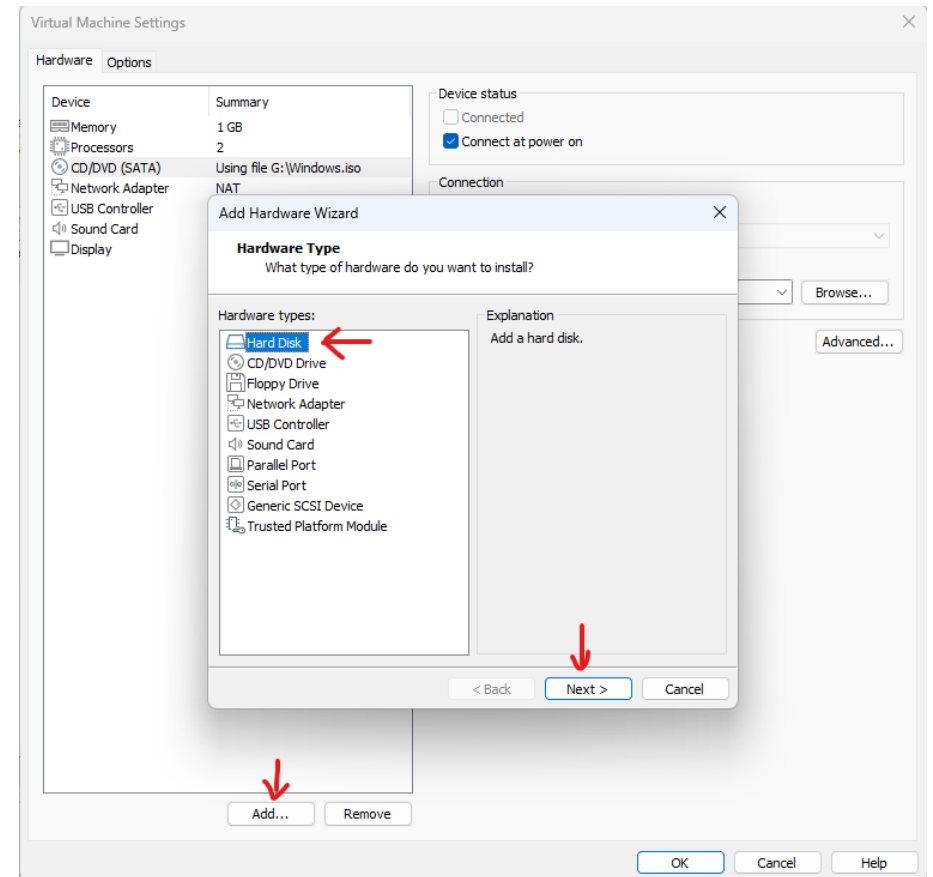 Virtual Machine Settings
Hardware Options
Device Summary
Memory 1 GB
Processors 2
CD/DVD (SATA) Using file G:\Windows.iso
Network Adapter NAT
USB Controller
Sound Card
Display
Device status
Connected
Connect at power on
Connection
Browse...
Advanced...
Add Hardware Wizard
Hardware Type
What type of hardware do you want to install?
Hardware types:
Hard Disk
CD/DVD Drive
Floppy Drive
Network Adapter
USB Controller
Sound Card
Parallel Port
Serial Port
Generic SCSI Device
Trusted Platform Module
Explanation
Add a hard disk.
< Back Next > Cancel
Add... Remove
OK Cancel Help